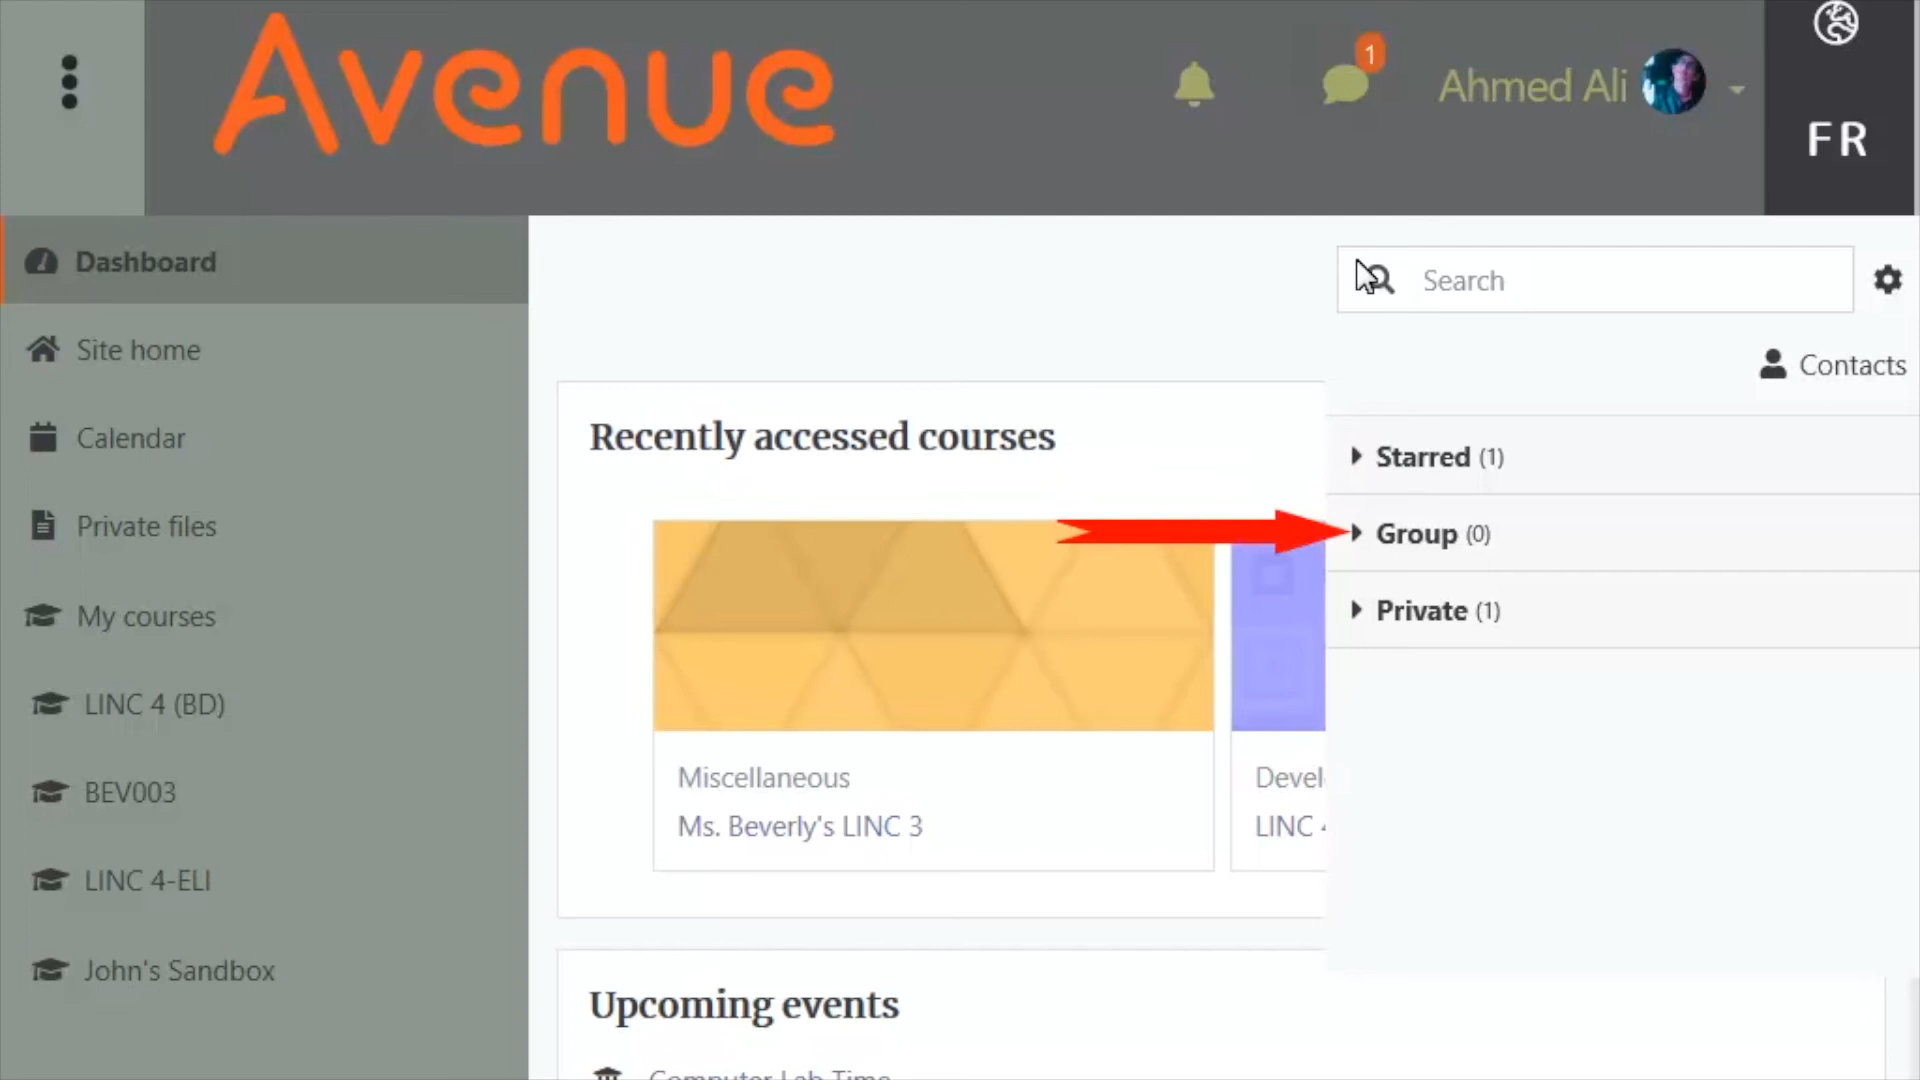 Avenue
1
Ahmed Ali
FR
Dashboard
Site home
Calendar
Private files
My courses
LINC 4 (BD)
BEV003
LINC 4-ELI
John's Sandbox
Search
Contacts
Starred (1)
Group (0)
Private (1)
Recently accessed courses
Miscellaneous
Ms. Beverly's LINC 3
Devel
LINC 4
Upcoming events
Computer Lab Time